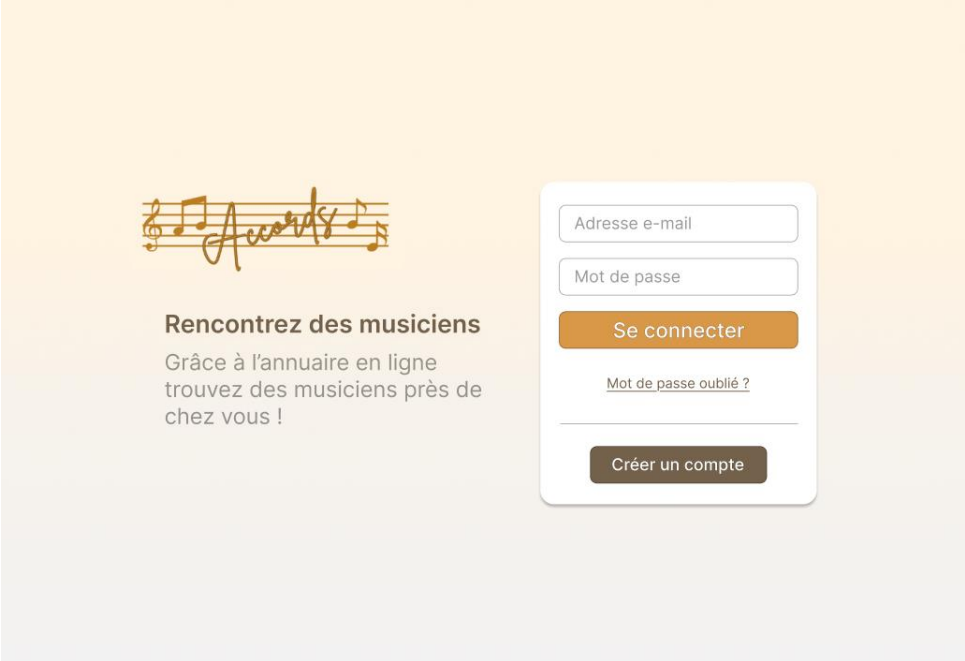 Accords
Rencontrez des musiciens
Grâce à l’annuaire en ligne
trouvez des musiciens près de
chez vous !
Adresse e-mail
Mot de passe
Se connecter
Mot de passe oublié ?
Créer un compte